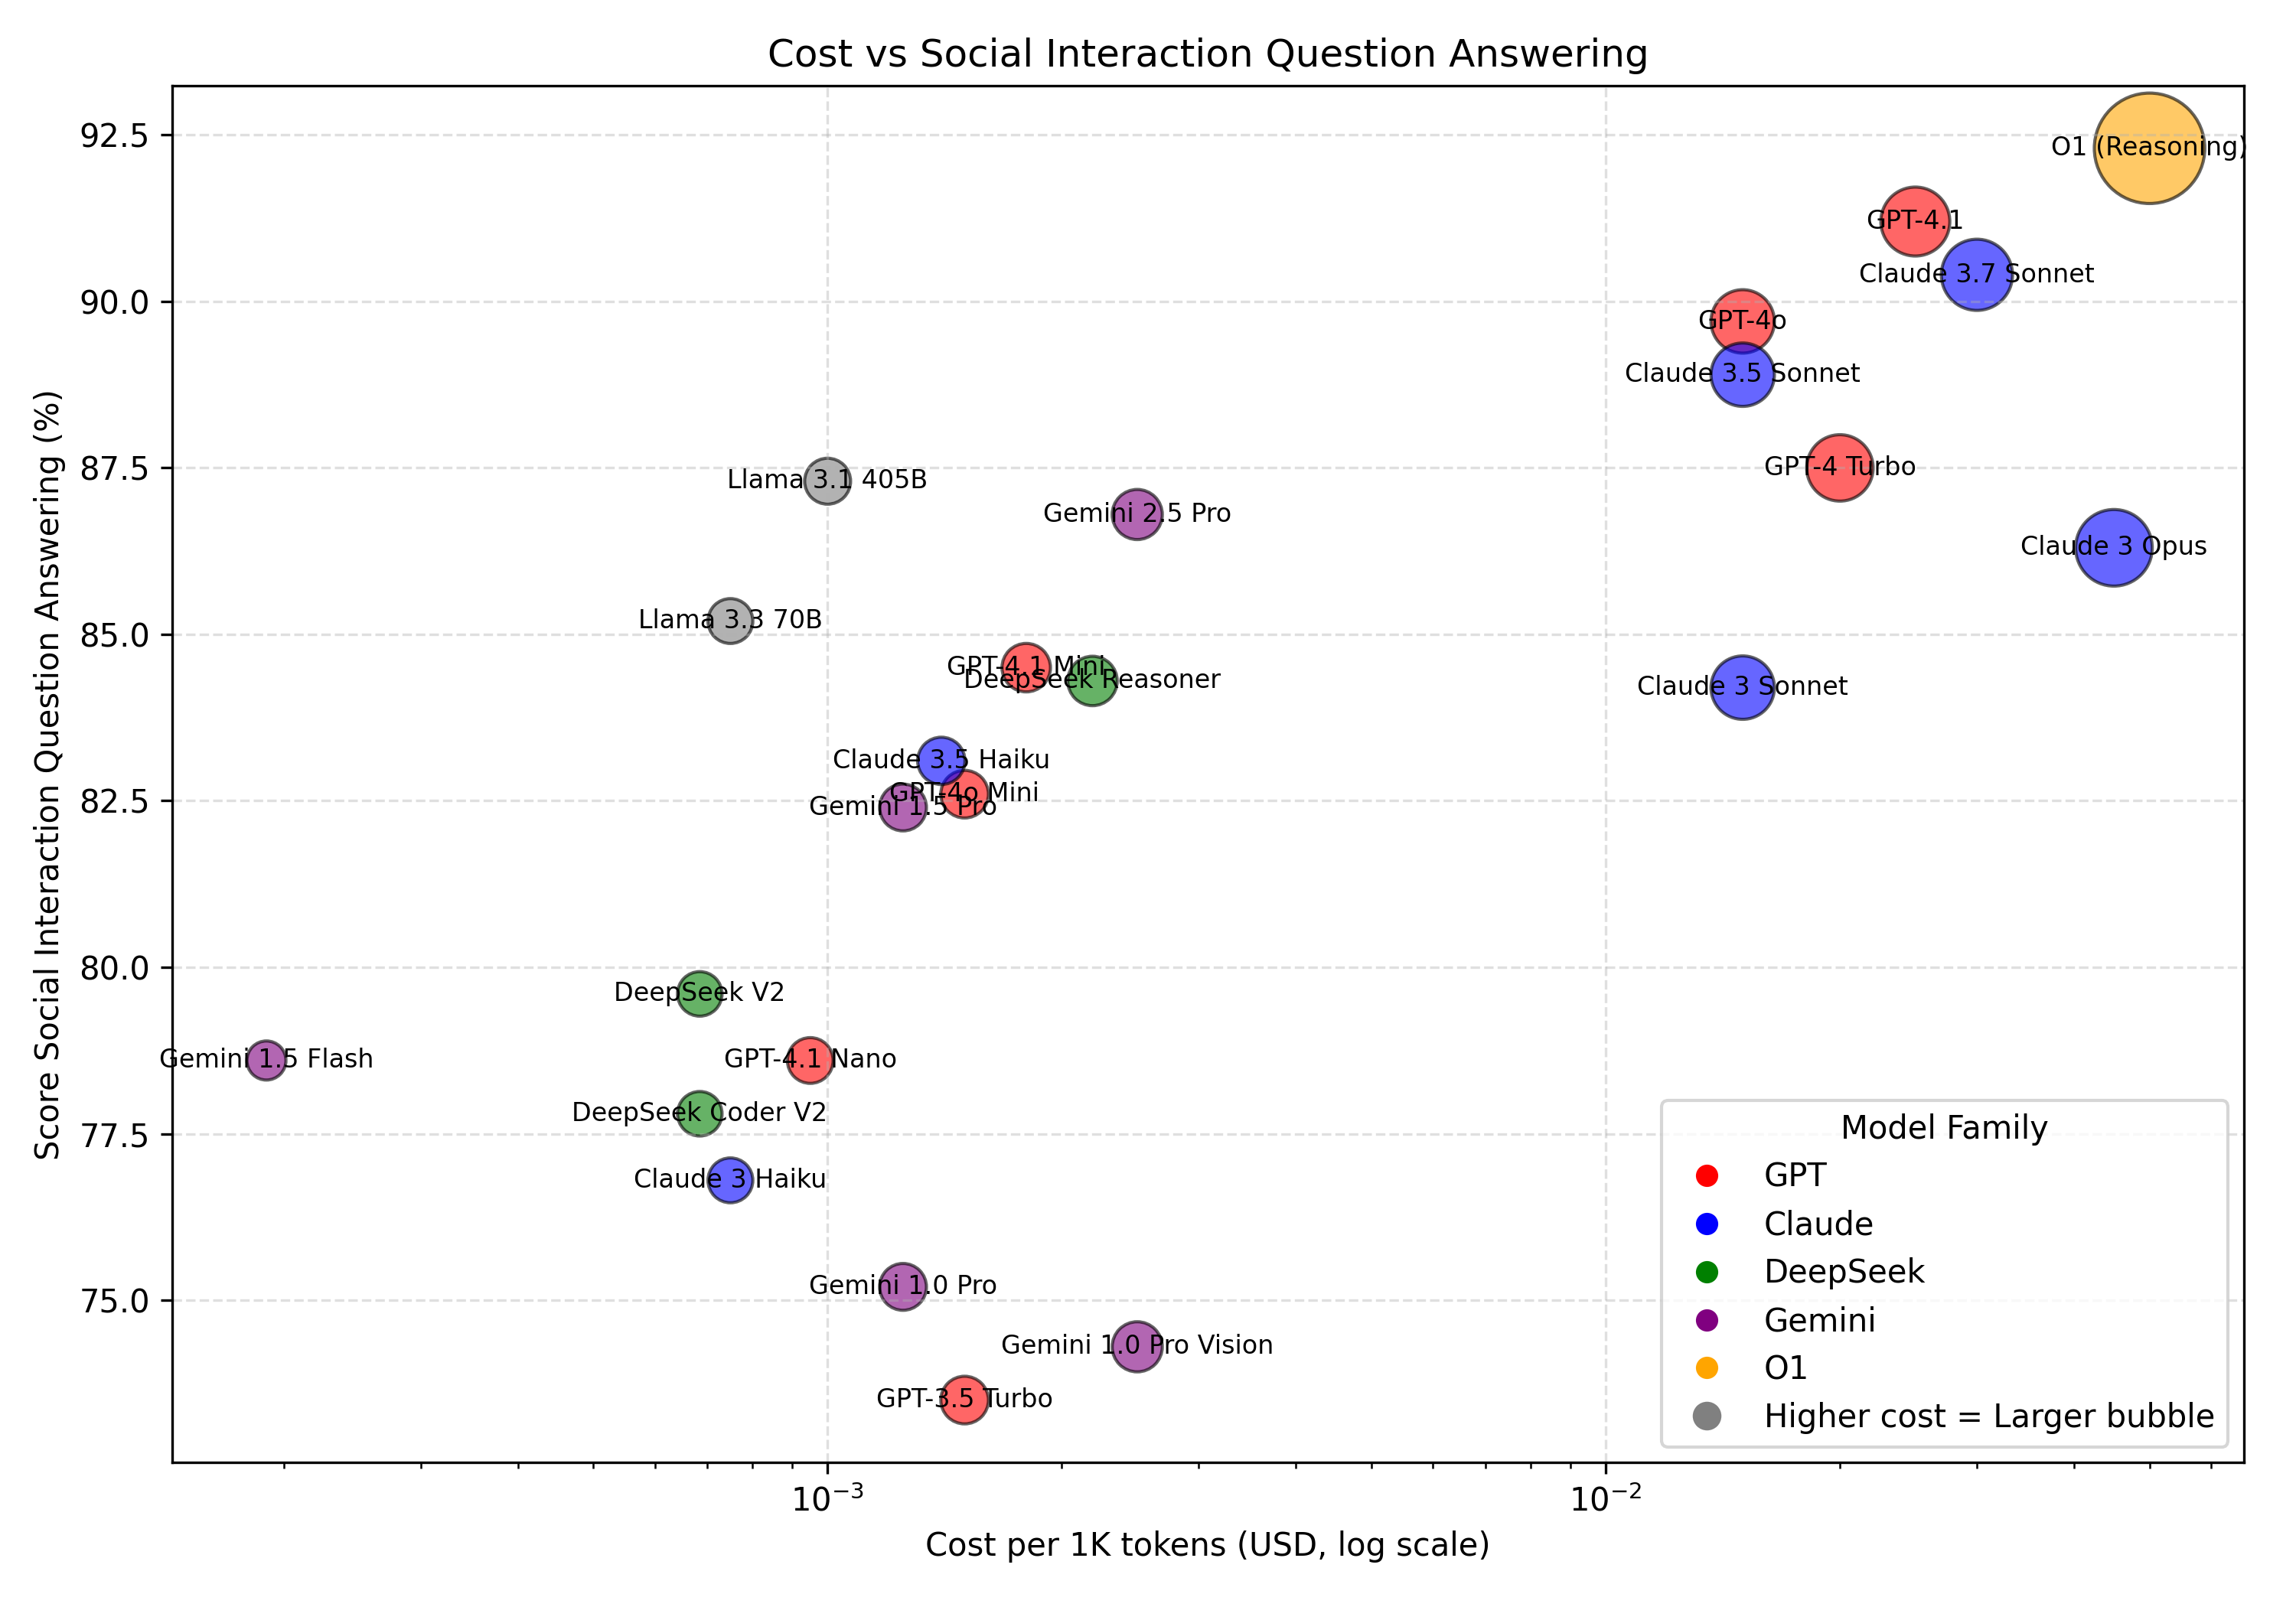 Cost vs Social Interaction Question Answering
Score Social Interaction Question Answering (%)
92.5
90.0
87.5
85.0
82.5
80.0
77.5
75.0
O1 (Reasoning)
GPT-4.1
Claude 3.7 Sonnet
GPT-4o
Claude 3.5 Sonnet
GPT-4 Turbo
Llama 3.1 405B
Gemini 2.5 Pro
Claude 3 Opus
Llama 3.3 70B
GPT-4.1 Mini
DeepSeek Reasoner
Claude 3 Sonnet
Claude 3.5 Haiku
GPT-4o Mini
Gemini 1.5 Pro
DeepSeek V2
Gemini 1.5 Flash
GPT-4.1 Nano
DeepSeek Coder V2
Claude 3 Haiku
Gemini 1.0 Pro
Gemini 1.0 Pro Vision
GPT-3.5 Turbo
Model Family
GPT
Claude
DeepSeek
Gemini
O1
Higher cost = Larger bubble
10⁻³
10⁻²
Cost per 1K tokens (USD, log scale)